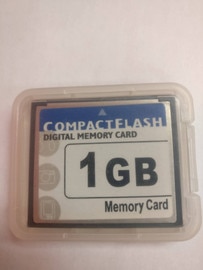 COMPACTFLASH
DIGITAL MEMORY CARD
1GB
Memory Card